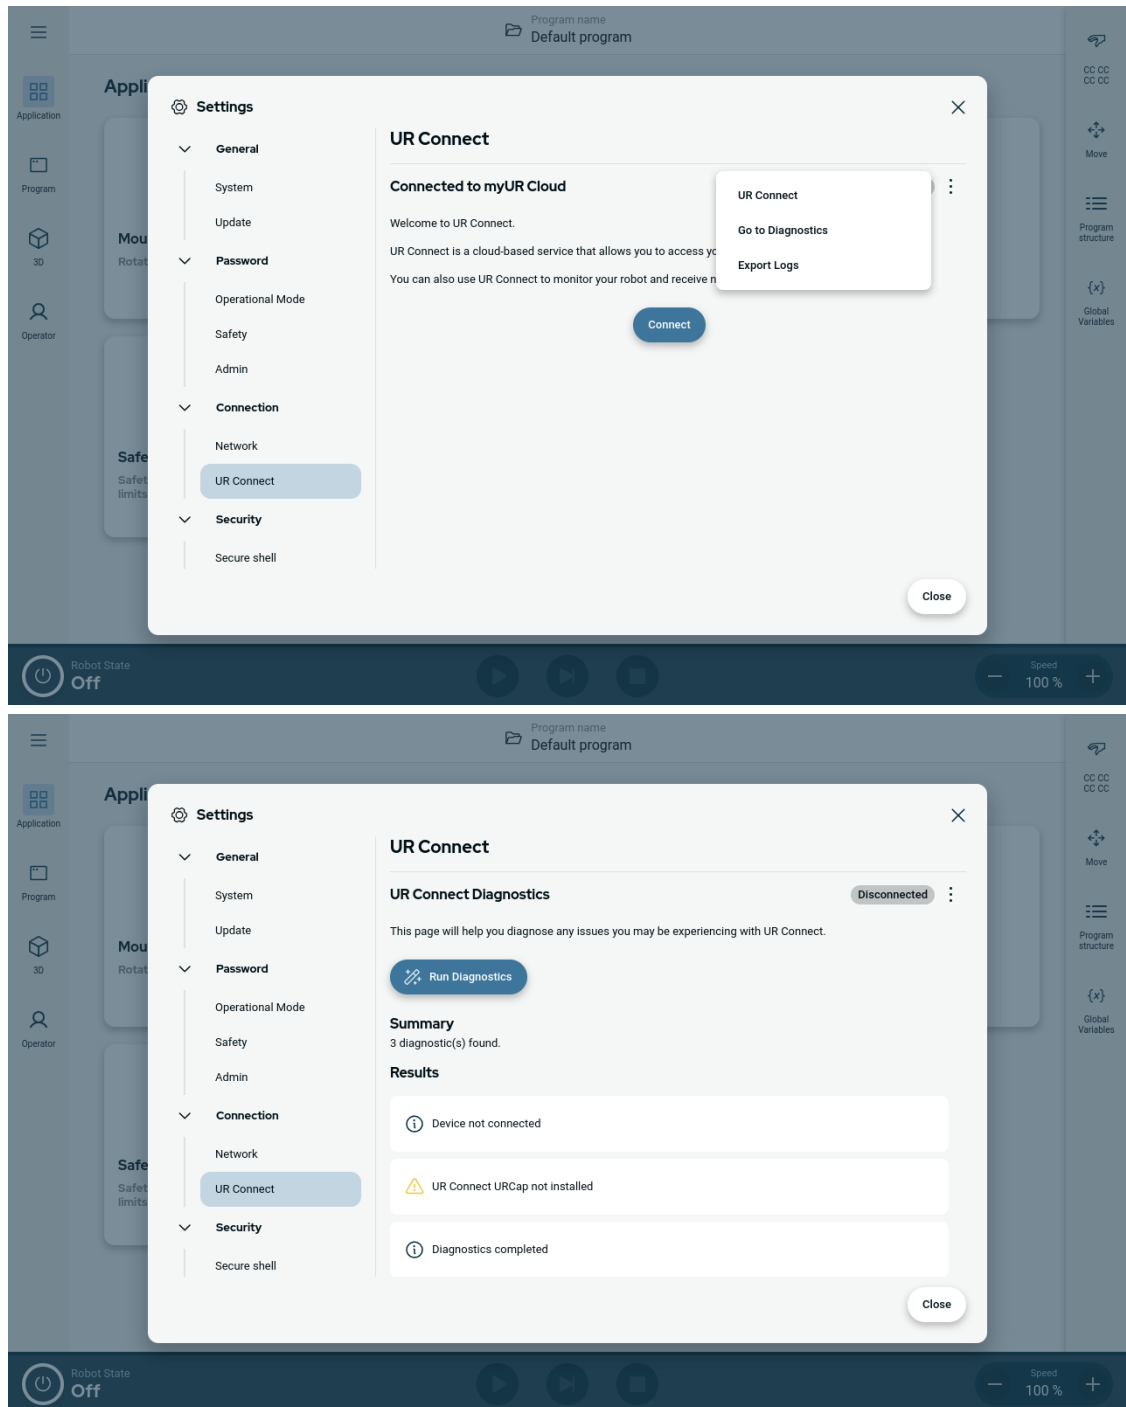 Program name
Default program
Application
Program
3D
Operator
Appli
Mou
Rotat
Safe
Safet
limits
Settings
General
System
Update
Password
Operational Mode
Safety
Admin
Connection
Network
UR Connect
Security
Secure shell
UR Connect
Connected to myUR Cloud
Welcome to UR Connect.
UR Connect is a cloud-based service that allows you to access yo
You can also use UR Connect to monitor your robot and receive n
UR Connect
Go to Diagnostics
Export Logs
Connect
Close
CC CC
CC CC
Move
Program
structure
{x}
Global
Variables
Robot State
Off
Speed
100 %
Program name
Default program
Application
Program
3D
Operator
Appli
Mou
Rotat
Safe
Safet
limits
Settings
General
System
Update
Password
Operational Mode
Safety
Admin
Connection
Network
UR Connect
Security
Secure shell
UR Connect
UR Connect Diagnostics
Disconnected
This page will help you diagnose any issues you may be experiencing with UR Connect.
Run Diagnostics
Summary
3 diagnostic(s) found.
Results
Device not connected
UR Connect URCap not installed
Diagnostics completed
Close
CC CC
CC CC
Move
Program
structure
{x}
Global
Variables
Robot State
Off
Speed
100 %